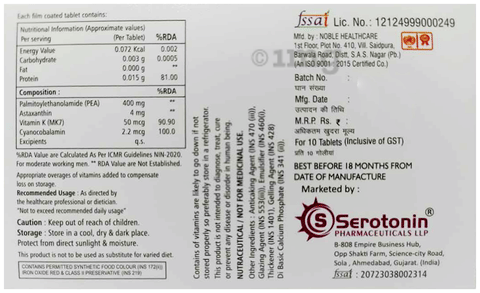 Each film coated tablet contains:
Nutritional Information (Approximate values)
Per serving (Per Tablet) %RDA
Energy Value 0.072 Kcal 0.002
Carbohydrate 0.003 g 0.0005
Fat 0.000 g **
Protein 0.015 g 81.00
Composition : %RDA
Palmitoylethanolamide (PEA) 400 mg **
Astaxanthin 4 mg **
Vitamin K (MK7) 50 mcg 90.90
Cyanocobalamin 2.2 mcg 100.0
Excipients q.s.
%RDA Value are Calculated As Per ICMR Guidelines NIN-2020.
For moderate working men. ** RDA Value are Not Established.
Appropriate overages of vitamins added to compensate
loss on storage.
Recommended Usage : As directed by
the healthcare professional or dietician.
"Not to exceed recommended daily usage"
Caution : Keep out of reach of children.
Storage : Store in a cool, dry & dark place.
Protect from direct sunlight & moisture.
This product is not to be used as substitute for varied diet.
CONTAINS PERMITTED SYNTHETIC FOOD COLOUR (INS 172(ii)
IRON OXIDE RED & CLASS II PRESERVATIVE (INS 219)
Contains of vitamins are likely to go down if not
stored properly so preferably store in a refrigerator.
This product is not intended to diagnose, treat, cure
or prevent any disease or disorder in human being.
NUTRACEUTICAL / NOT FOR MEDICINAL USE.
Other Ingredients : Anticaking Agent (INS 470 (iii),
Glazing Agent (INS 553(iii), Emulsifier (INS 460(i),
Thickener (INS 1401), Gelling Agent (INS 428)
Di Basic Calcium Phosphate (INS 341 (ii).
fssai Lic. No.: 12124999000249
Mfd. by : NOBLE HEALTHCARE
1st Floor, Plot No. 410, Vill. Saidpura,
Barwala Road, Distt. S.A.S. Nagar (Pb.)
(An ISO 9001 : 2015 Certified Co.)
Batch No. :
घान संख्या
Mfg. Date :
उत्पादन की तिथि
M.R.P. Rs. ₹ :
अधिकतम खुदरा मूल्य
For 10 Tablets (Inclusive of GST)
प्रति 10 गोलीयां
BEST BEFORE 18 MONTHS FROM
DATE OF MANUFACTURE
Marketed by :
S Serotonin™
PHARMACEUTICALS LLP
B-808 Empire Business Hub,
Opp Shakti Farm, Science-city Road,
Sola , Ahmedabad, Gujarat. (India)
fssai : 20723038002314